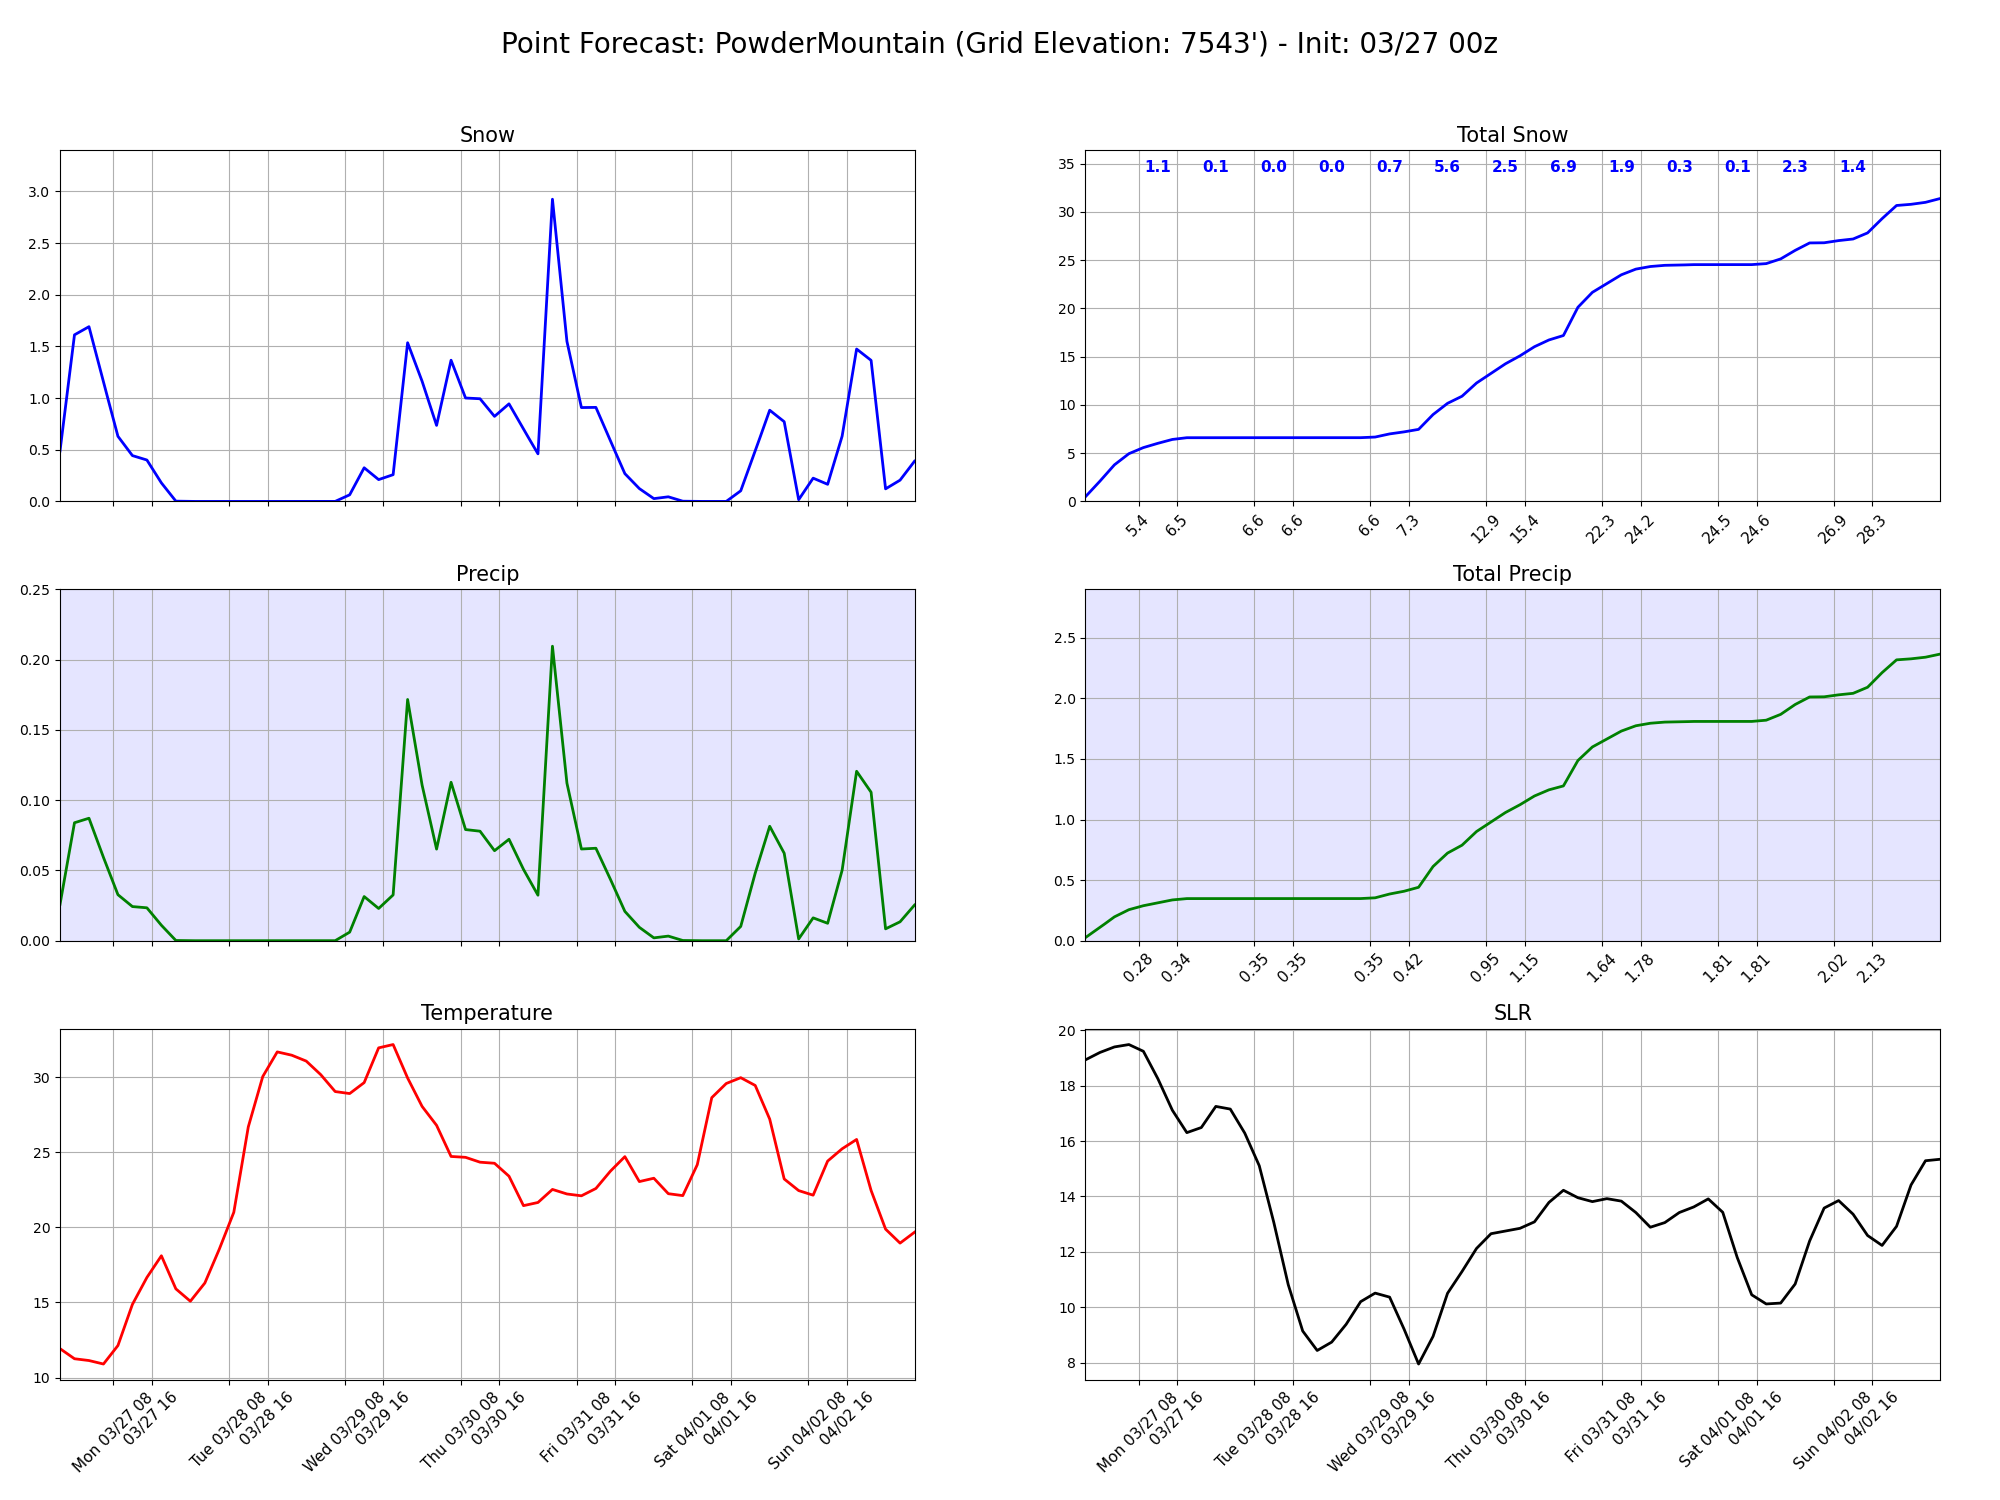 Point Forecast: PowderMountain (Grid Elevation: 7543') - Init: 03/27 00z
Snow
3.0
2.5
2.0
1.5
1.0
0.5
0.0
Total Snow
1.1 0.1 0.0 0.0 0.7 5.6 2.5 6.9 1.9 0.3 0.1 2.3 1.4
35
30
25
20
15
10
5
0
5.4 6.5 6.6 6.6 6.6 7.3 12.9 15.4 22.3 24.2 24.5 24.6 26.9 28.3
Precip
0.25
0.20
0.15
0.10
0.05
0.00
Total Precip
2.5
2.0
1.5
1.0
0.5
0.0
0.28 0.34 0.35 0.35 0.35 0.42 0.95 1.15 1.64 1.78 1.81 1.81 2.02 2.13
Temperature
30
25
20
15
10
Mon 03/27 08
03/27 16
Tue 03/28 08
03/28 16
Wed 03/29 08
03/29 16
Thu 03/30 08
03/30 16
Fri 03/31 08
03/31 16
Sat 04/01 08
04/01 16
Sun 04/02 08
04/02 16
SLR
20
18
16
14
12
10
8
Mon 03/27 08
03/27 16
Tue 03/28 08
03/28 16
Wed 03/29 08
03/29 16
Thu 03/30 08
03/30 16
Fri 03/31 08
03/31 16
Sat 04/01 08
04/01 16
Sun 04/02 08
04/02 16